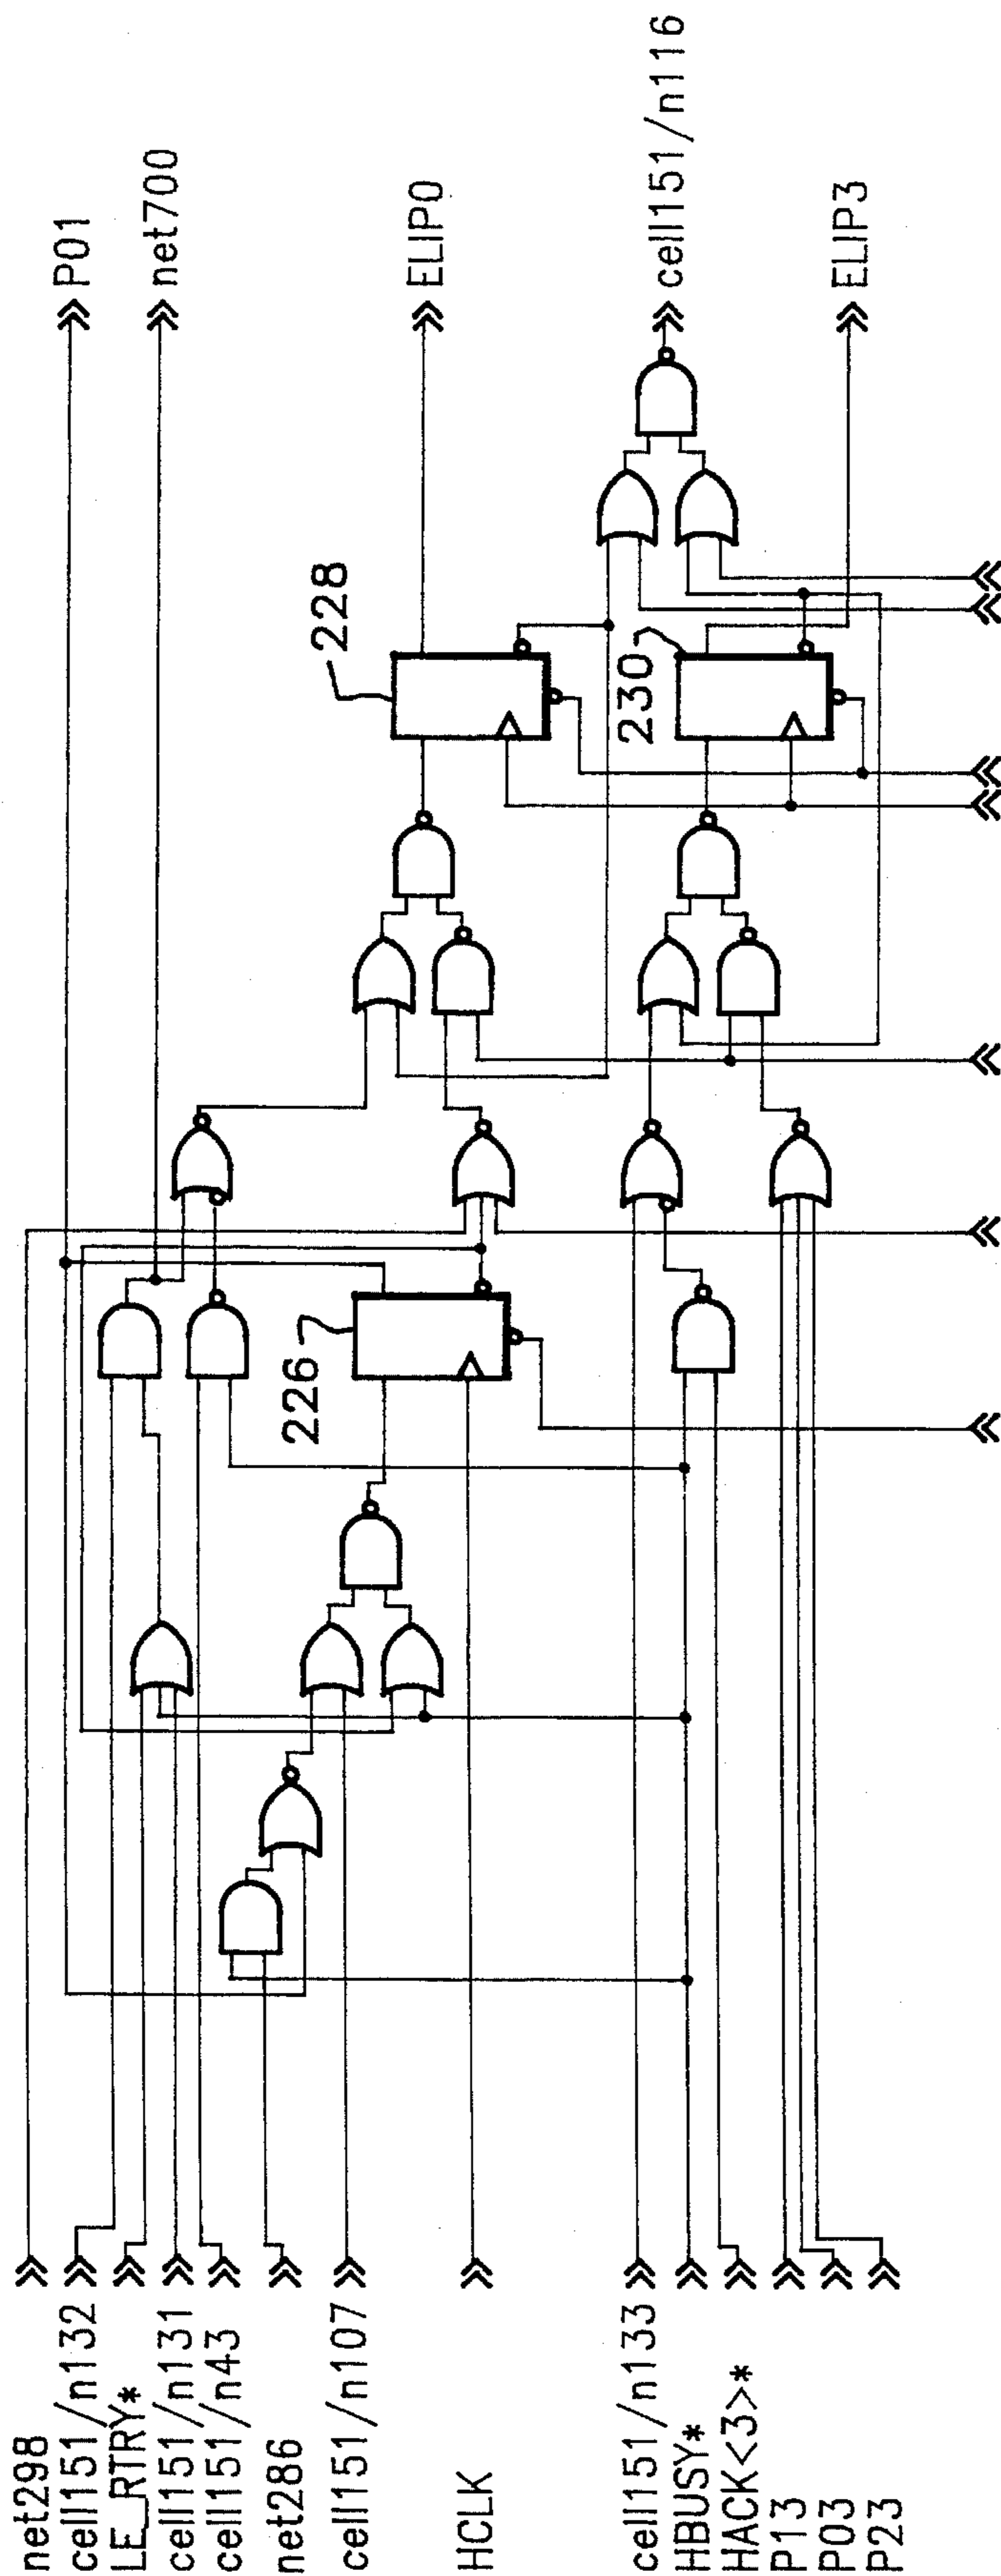 net298
cell151/n132
LE_RTRY*
cell151/n131
cell151/n43
net286
cell151/n107
HCLK
cell151/n133
HBUSY*
HACK<3>*
P13
P03
P23
226
228
230
P01
net700
ELIP0
cell151/n116
ELIP3